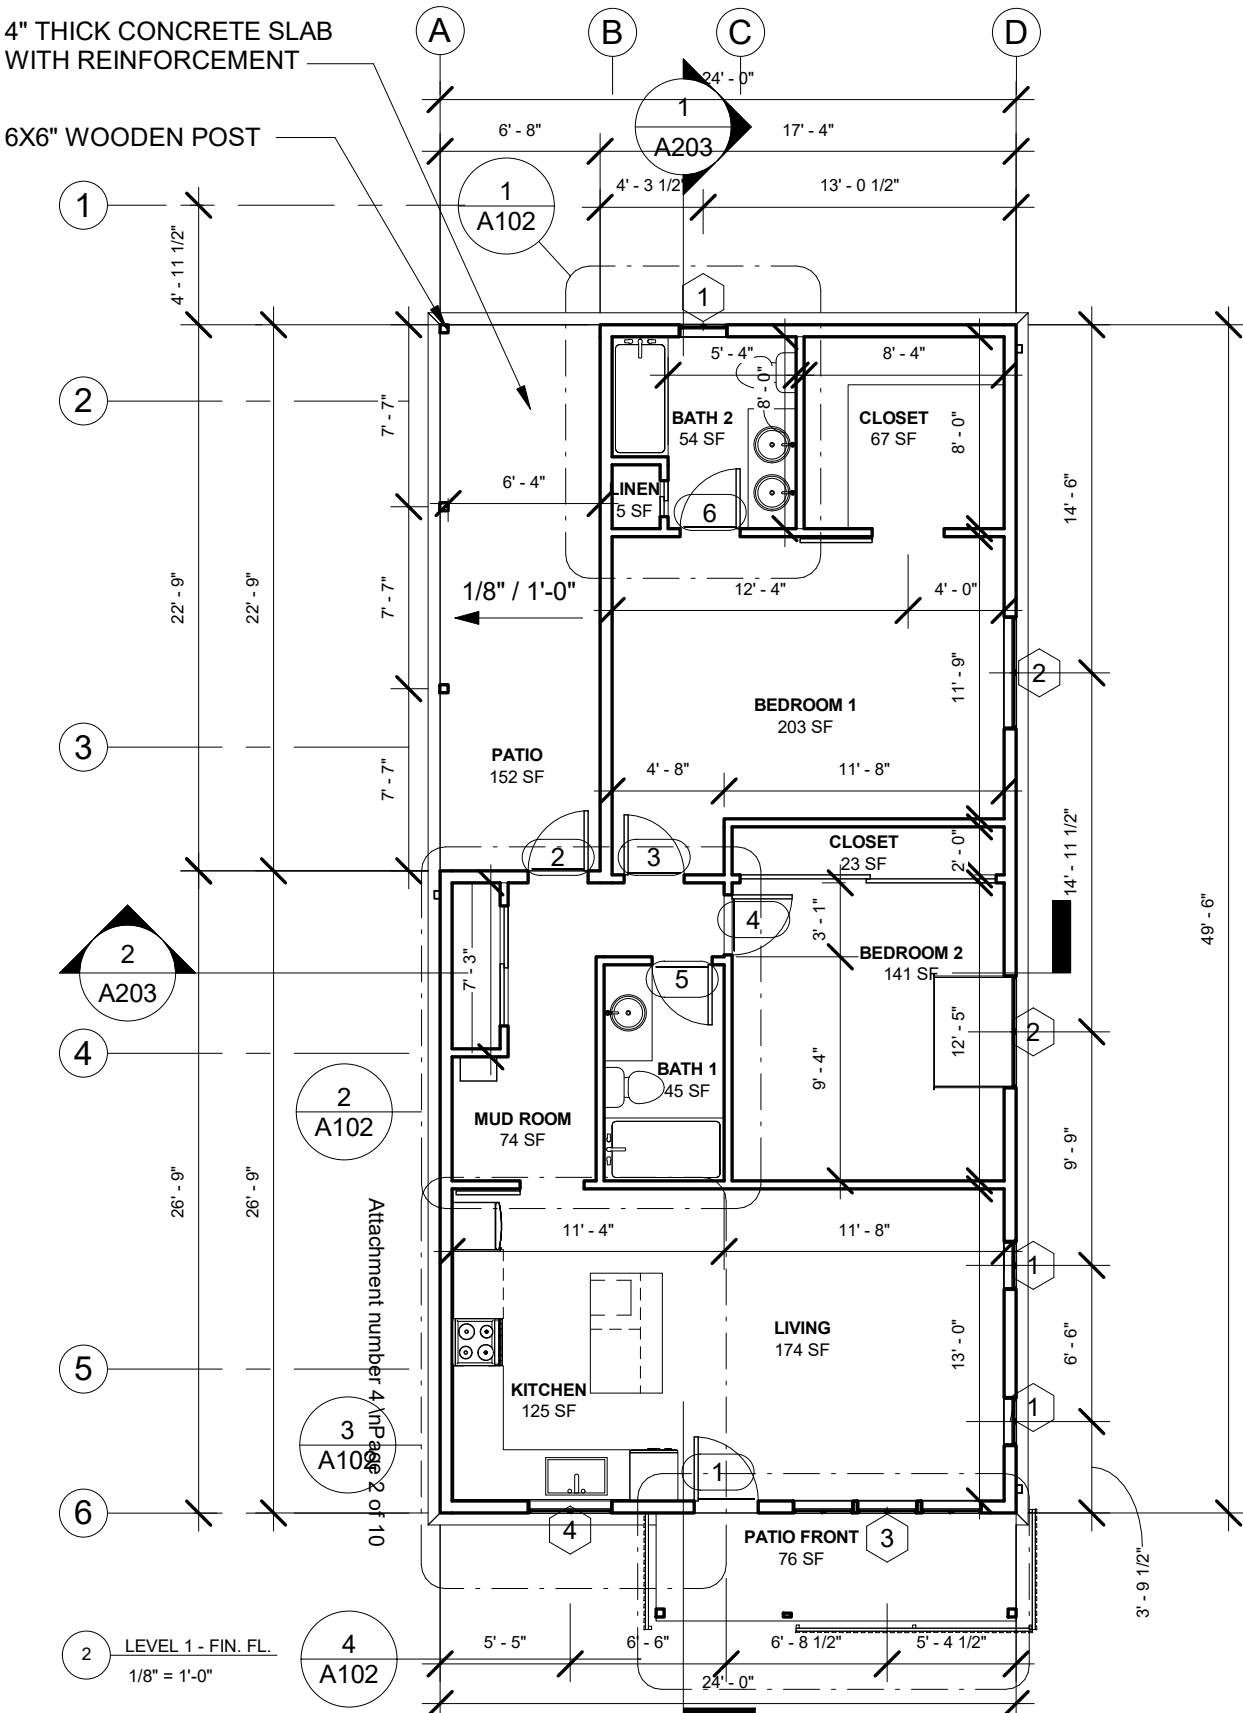 4" THICK CONCRETE SLAB
WITH REINFORCEMENT
6X6" WOODEN POST
A
B
C
D
24' - 0"
6' - 8"
17' - 4"
4' - 3 1/2"
13' - 0 1/2"
1
A203
1
A102
1
4' - 11 1/2"
1
2
7' - 7"
5' - 4"
8' - 4"
8' - 0"
BATH 2
54 SF
CLOSET
67 SF
8' - 0"
6' - 4"
LINEN
5 SF
6
14' - 6"
22' - 9"
22' - 9"
7' - 7"
1/8" / 1'-0"
12' - 4"
4' - 0"
11' - 9"
2
BEDROOM 1
203 SF
3
PATIO
152 SF
7' - 7"
4' - 8"
11' - 8"
2
3
CLOSET
23 SF
2' - 0"
14' - 11 1/2"
49' - 6"
4
3' - 1"
BEDROOM 2
141 SF
2
A203
7' - 3"
5
12' - 5"
2
4
BATH 1
45 SF
9' - 4"
2
A102
MUD ROOM
74 SF
9' - 9"
26' - 9"
26' - 9"
11' - 4"
11' - 8"
1
Attachment number 4 \nPage 2 of 10
LIVING
174 SF
13' - 0"
6' - 6"
5
KITCHEN
125 SF
1
3
A102
1
6
4
PATIO FRONT
76 SF
3
3' - 9 1/2"
2
LEVEL 1 - FIN. FL.
1/8" = 1'-0"
4
A102
5' - 5"
6' - 6"
6' - 8 1/2"
5' - 4 1/2"
24' - 0"